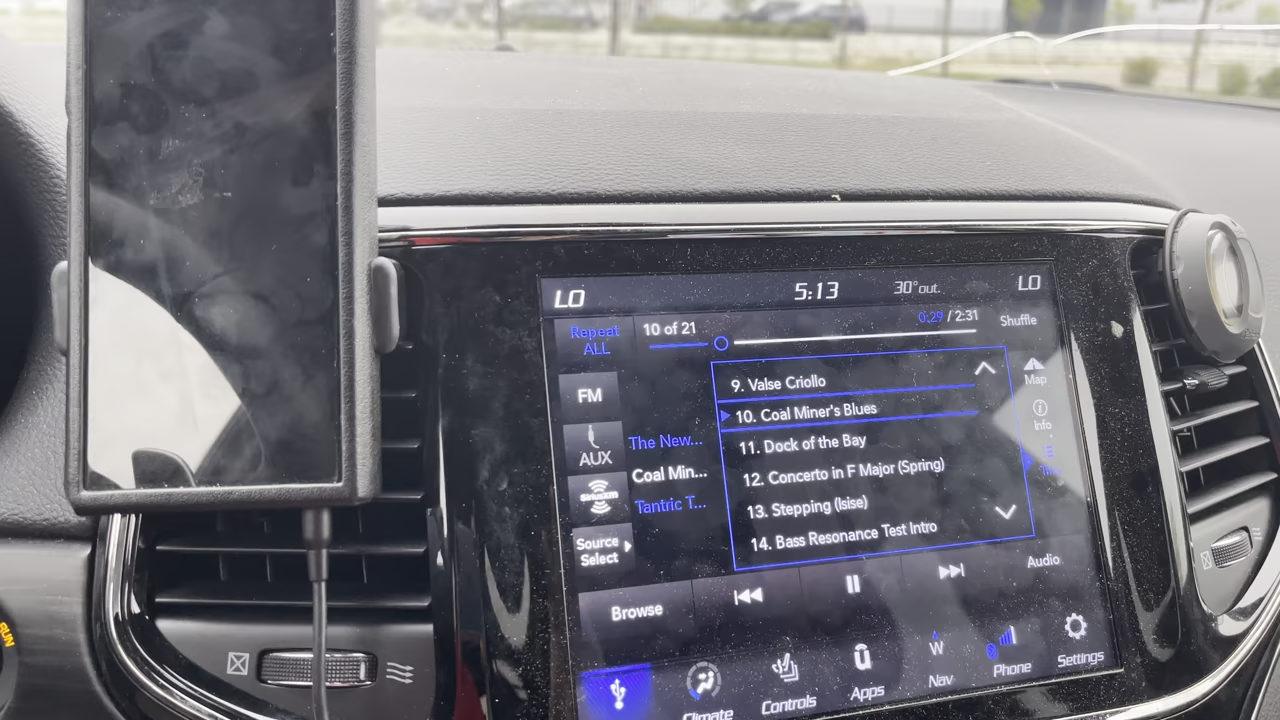 LO
5:13
30°out.
LO
Repeat
ALL
10 of 21
0:29 / 2:31
Shuffle
FM
AUX
SiriusXM
Source
Select
The New...
Coal Min...
Tantric T...
9. Valse Criollo
10. Coal Miner's Blues
11. Dock of the Bay
12. Concerto in F Major (Spring)
13. Stepping (Isise)
14. Bass Resonance Test Intro
Map
Info
Audio
Browse
Climate
Controls
Apps
W
Nav
Phone
Settings
RUN